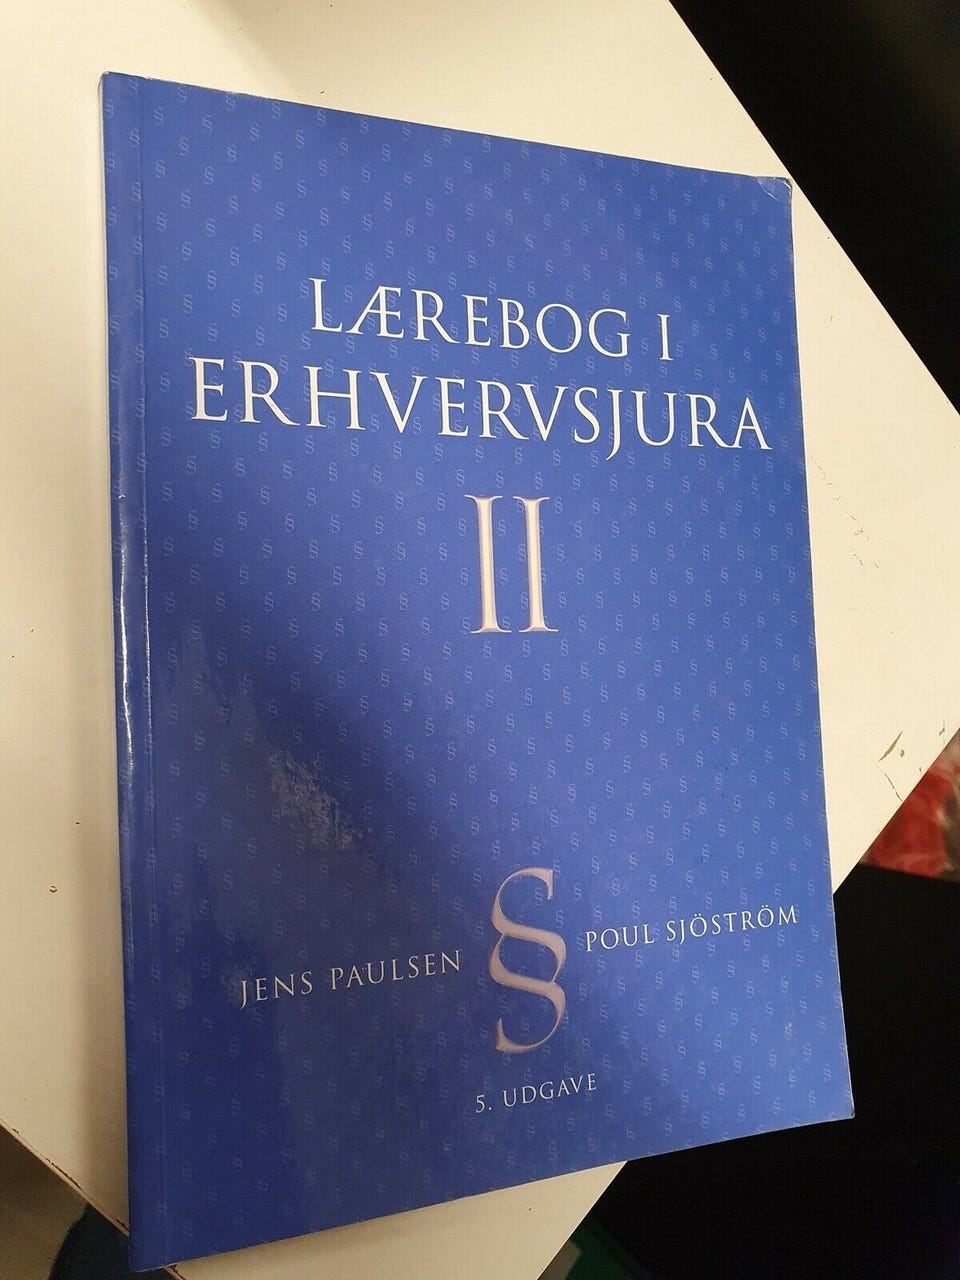 LÆREBOG I
ERHVERVSJURA
II
§
JENS PAULSEN
POUL SJÖSTRÖM
5. UDGAVE